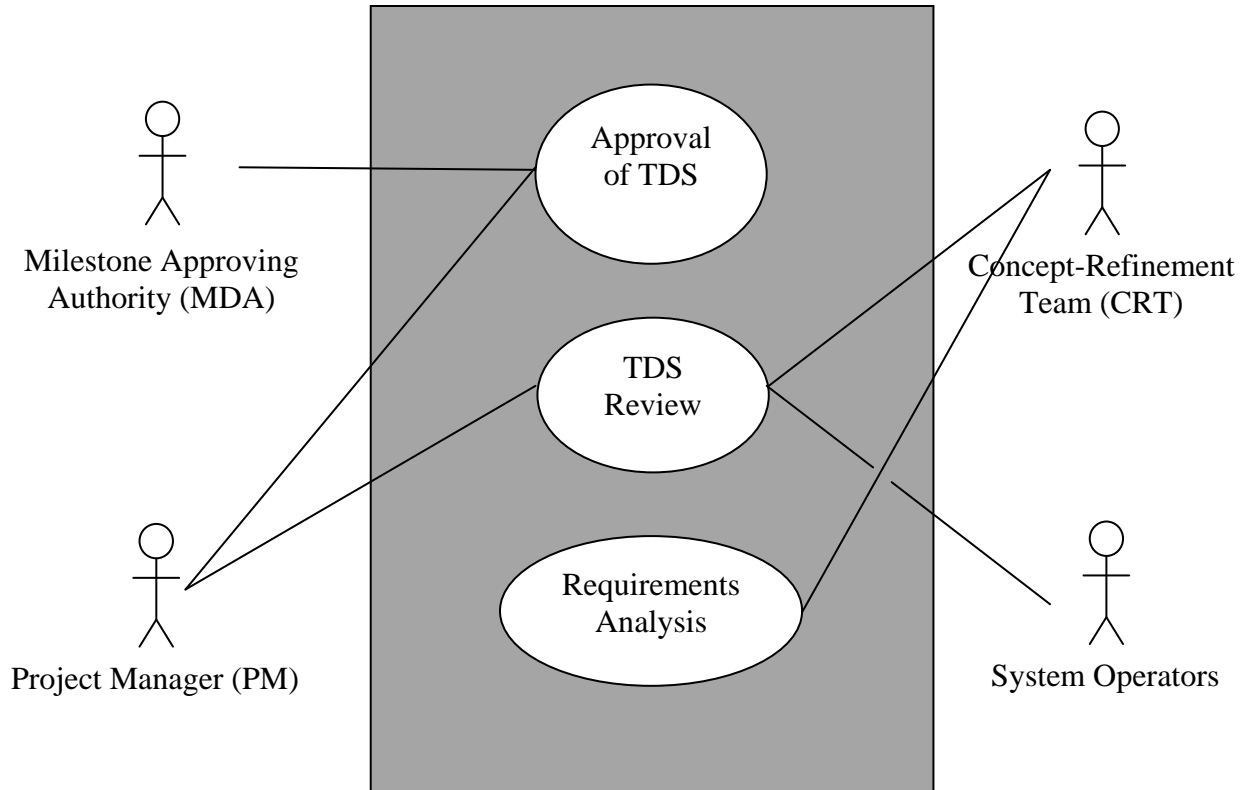 Approval
of TDS
Milestone Approving
Authority (MDA)
Concept-Refinement
Team (CRT)
TDS
Review
Requirements
Analysis
Project Manager (PM)
System Operators